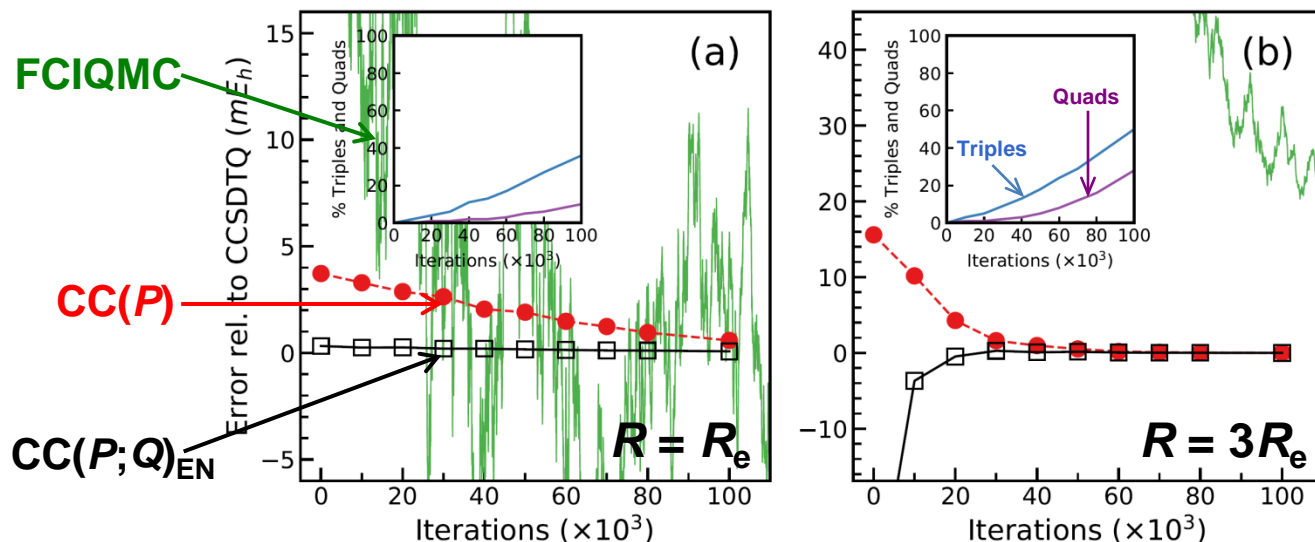 FCIQMC
CC(P)
CC(P;Q)EN
Error rel. to CCSDTQ (mEh)
15
10
5
0
−5
(a)
% Triples and Quads
100
80
60
40
20
0
0 20 40 60 80 100
Iterations (×10³)
R = Re
0 20 40 60 80 100
Iterations (×10³)
40
30
20
10
0
−10
(b)
% Triples and Quads
100
80
60
40
20
0
Quads
Triples
0 20 40 60 80 100
Iterations (×10³)
R = 3Re
0 20 40 60 80 100
Iterations (×10³)